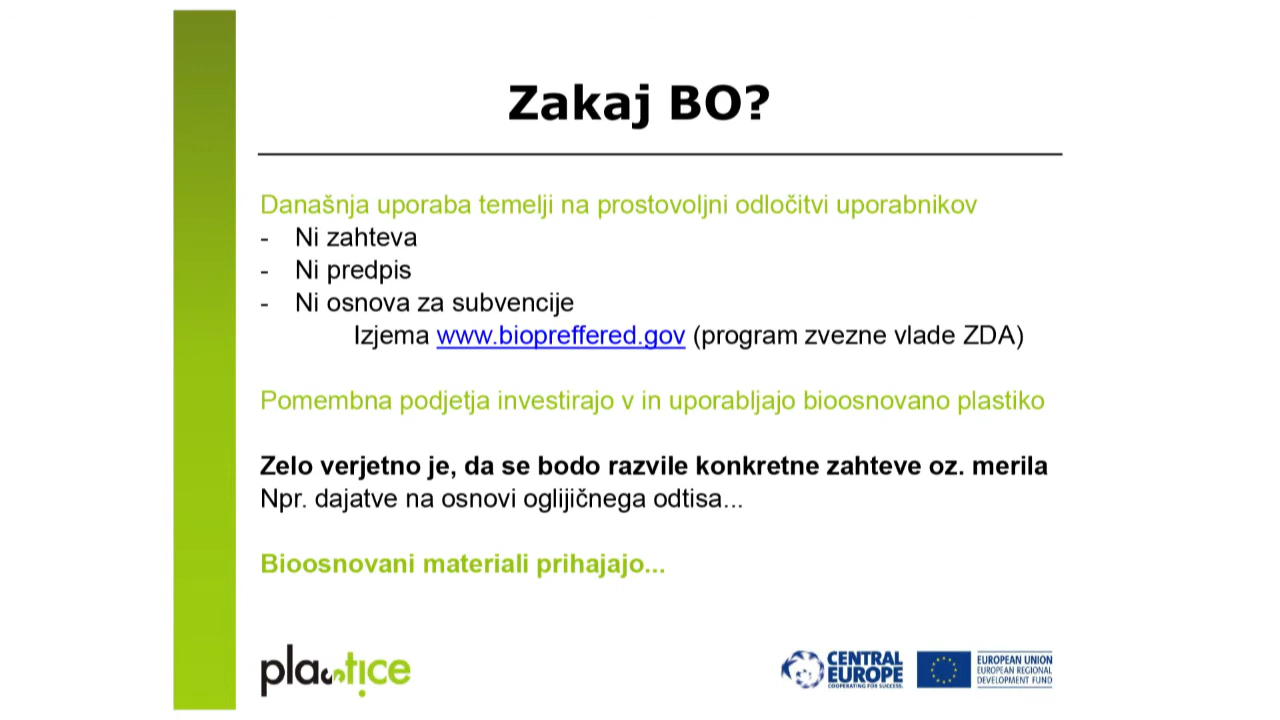 Zakaj BO?
Današnja uporaba temelji na prostovoljni odločitvi uporabnikov
- Ni zahteva
- Ni predpis
- Ni osnova za subvencije
Izjema www.biopreffered.gov (program zvezne vlade ZDA)
Pomembna podjetja investirajo v in uporabljajo bioosnovano plastiko
Zelo verjetno je, da se bodo razvile konkretne zahteve oz. merila
Npr. dajatve na osnovi oglijičnega odtisa...
Bioosnovani materiali prihajajo...
plastice
CENTRAL
EUROPE
COOPERATING FOR SUCCESS.
EUROPEAN UNION
EUROPEAN REGIONAL
DEVELOPMENT FUND